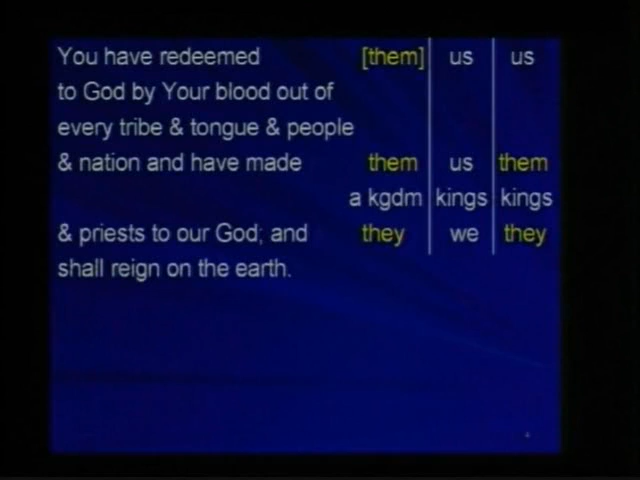 You have redeemed [them] us us
to God by Your blood out of
every tribe & tongue & people
& nation and have made them us them
a kgdm kings kings
& priests to our God; and they we they
shall reign on the earth.